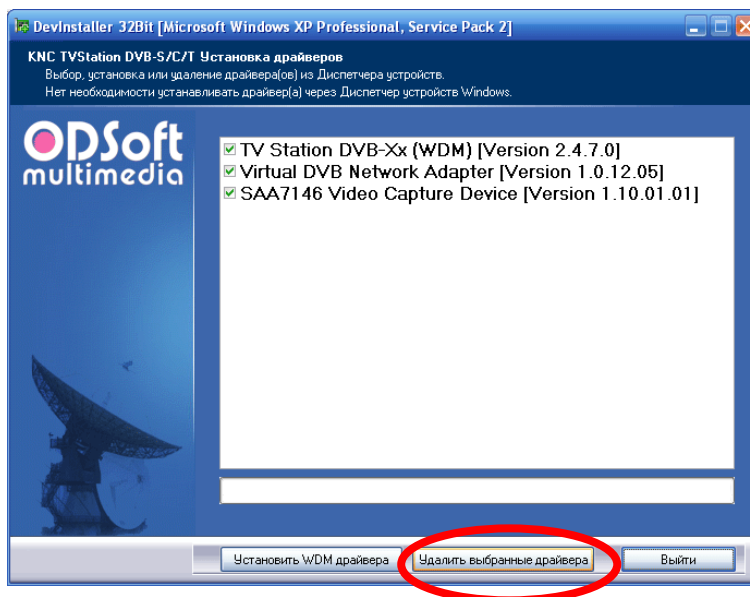 DevInstaller 32Bit [Microsoft Windows XP Professional, Service Pack 2]
KNC TVStation DVB-S/C/T Установка драйверов
Выбор, установка или удаление драйвера(ов) из Диспетчера устройств.
Нет необходимости устанавливать драйвер(а) через Диспетчер устройств Windows.
ODSoft
multimedia
TV Station DVB-Xx (WDM) [Version 2.4.7.0]
Virtual DVB Network Adapter [Version 1.0.12.05]
SAA7146 Video Capture Device [Version 1.10.01.01]
Установить WDM драйвера
Удалить выбранные драйвера
Выйти